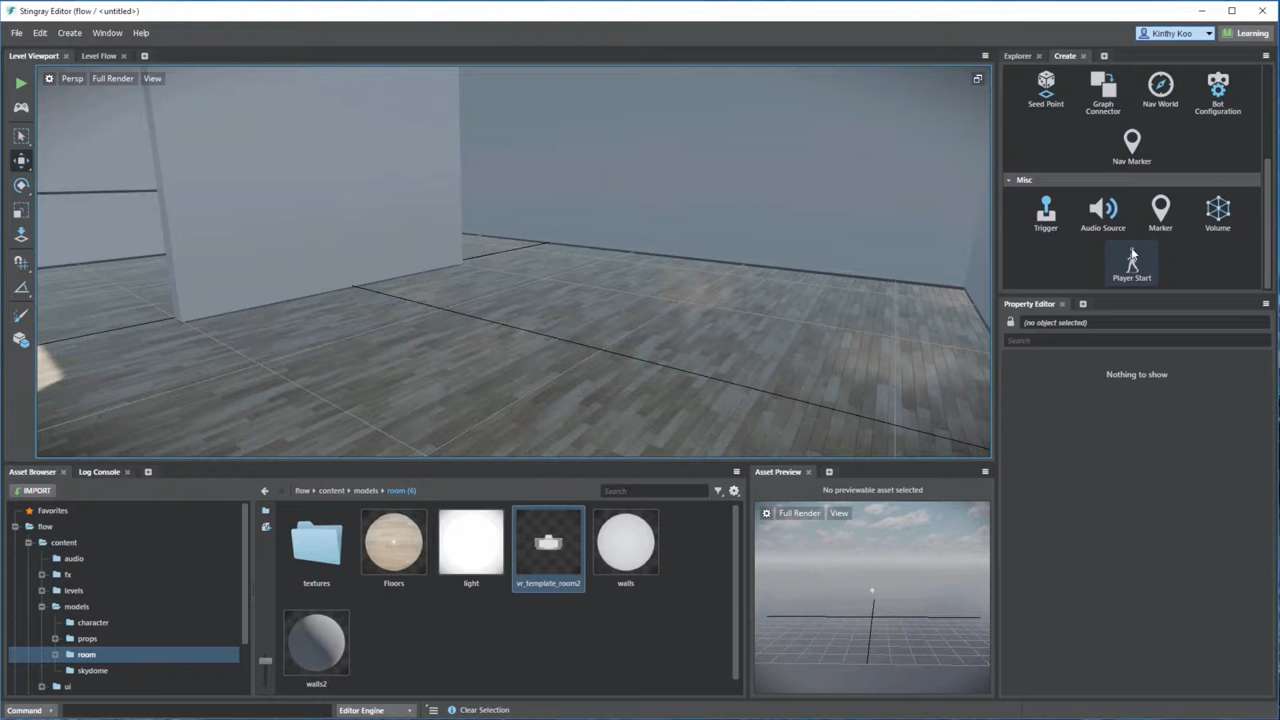 Stingray Editor (flow / <untitled>)
File Edit Create Window Help
Kinthy Koo
Learning
Level Viewport
Level Flow
Persp Full Render View
Explorer
Create
Seed Point
Graph Connector
Nav World
Bot Configuration
Nav Marker
Misc
Trigger
Audio Source
Marker
Volume
Player Start
Property Editor
(no object selected)
Search
Nothing to show
Asset Browser
Log Console
IMPORT
Favorites
flow
content
audio
fx
levels
models
character
props
room
skydome
ui
flow content models room (6)
Search
textures
Floors
light
vr_template_room2
walls
walls2
Asset Preview
No previewable asset selected
Full Render View
Command
Editor Engine
Clear Selection